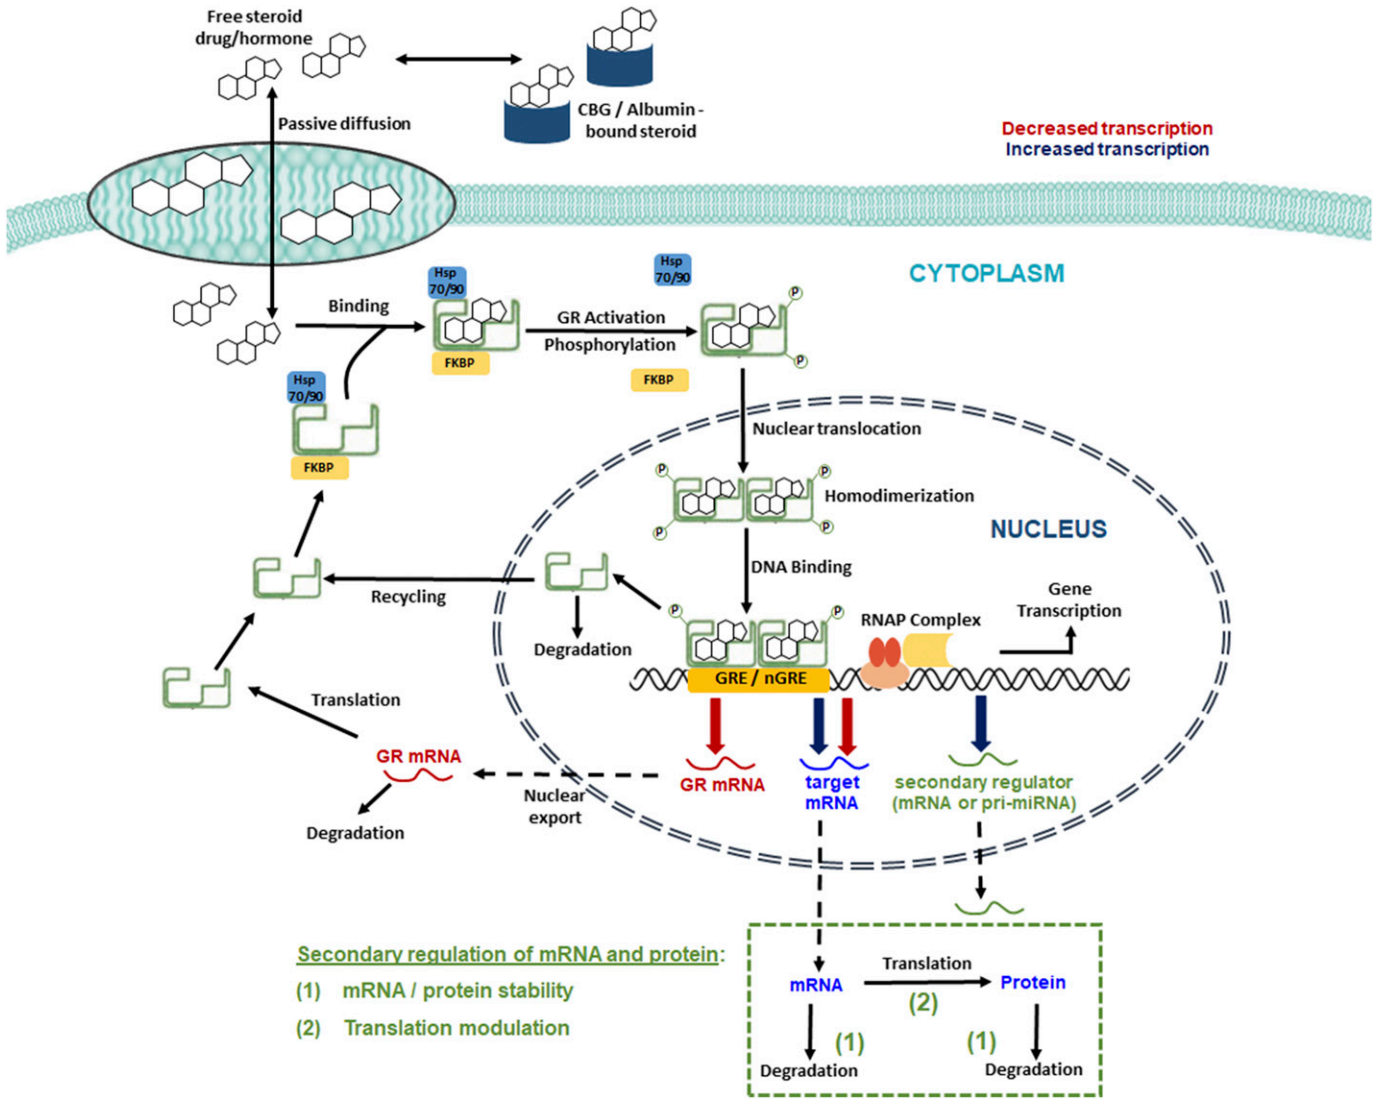 Free steroid
drug/hormone
CBG / Albumin -
bound steroid
Passive diffusion
Decreased transcription
Increased transcription
CYTOPLASM
Hsp
70/90
Hsp
70/90
Binding
GR Activation
Phosphorylation
P
P
FKBP
FKBP
Hsp
70/90
FKBP
Nuclear translocation
P
P
P
P
Homodimerization
NUCLEUS
DNA Binding
Recycling
Degradation
P
P
RNAP Complex
Gene
Transcription
GRE / nGRE
Translation
GR mRNA
Degradation
Nuclear
export
GR mRNA
target
mRNA
secondary regulator
(mRNA or pri-miRNA)
Secondary regulation of mRNA and protein:
(1) mRNA / protein stability
(2) Translation modulation
mRNA
Translation
(2)
Protein
(1)
(1)
Degradation
Degradation